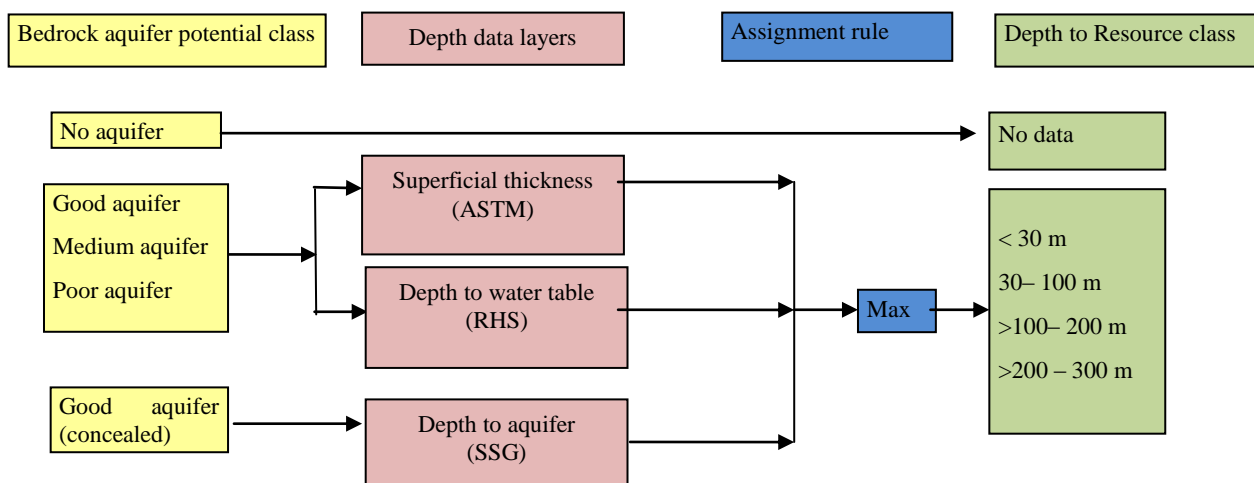 Bedrock aquifer potential class
Depth data layers
Assignment rule
Depth to Resource class
No aquifer
No data
Good aquifer
Medium aquifer
Poor aquifer
Superficial thickness
(ASTM)
Depth to water table
(RHS)
Max
< 30 m
30– 100 m
>100– 200 m
>200 – 300 m
Good aquifer
(concealed)
Depth to aquifer
(SSG)